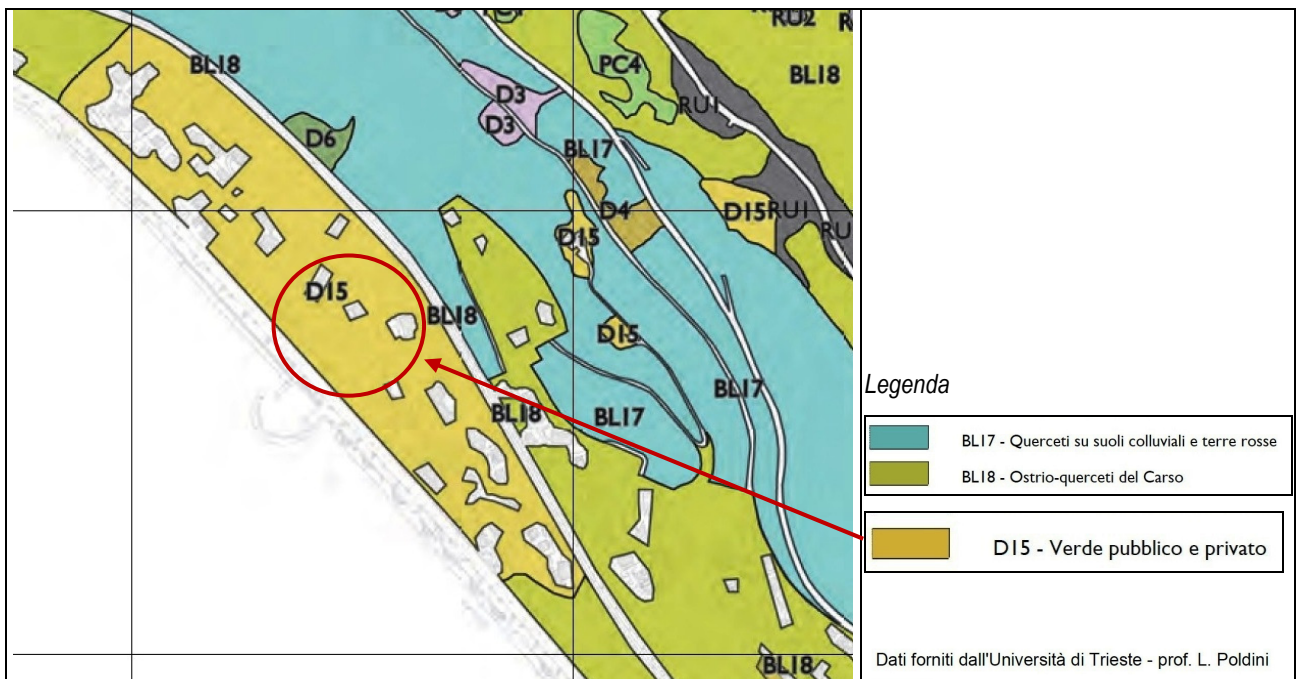 RU2
R
BL18
PC4
BL18
RU1
D3
D3
D6
BL17
D4
D15
RU1
D15
RU
D15
BL18
D15
BL17
BL18
BL17
BL18
Legenda
BL17 - Querceti su suoli colluviali e terre rosse
BL18 - Ostrio-querceti del Carso
D15 - Verde pubblico e privato
Dati forniti dall'Università di Trieste - prof. L. Poldini